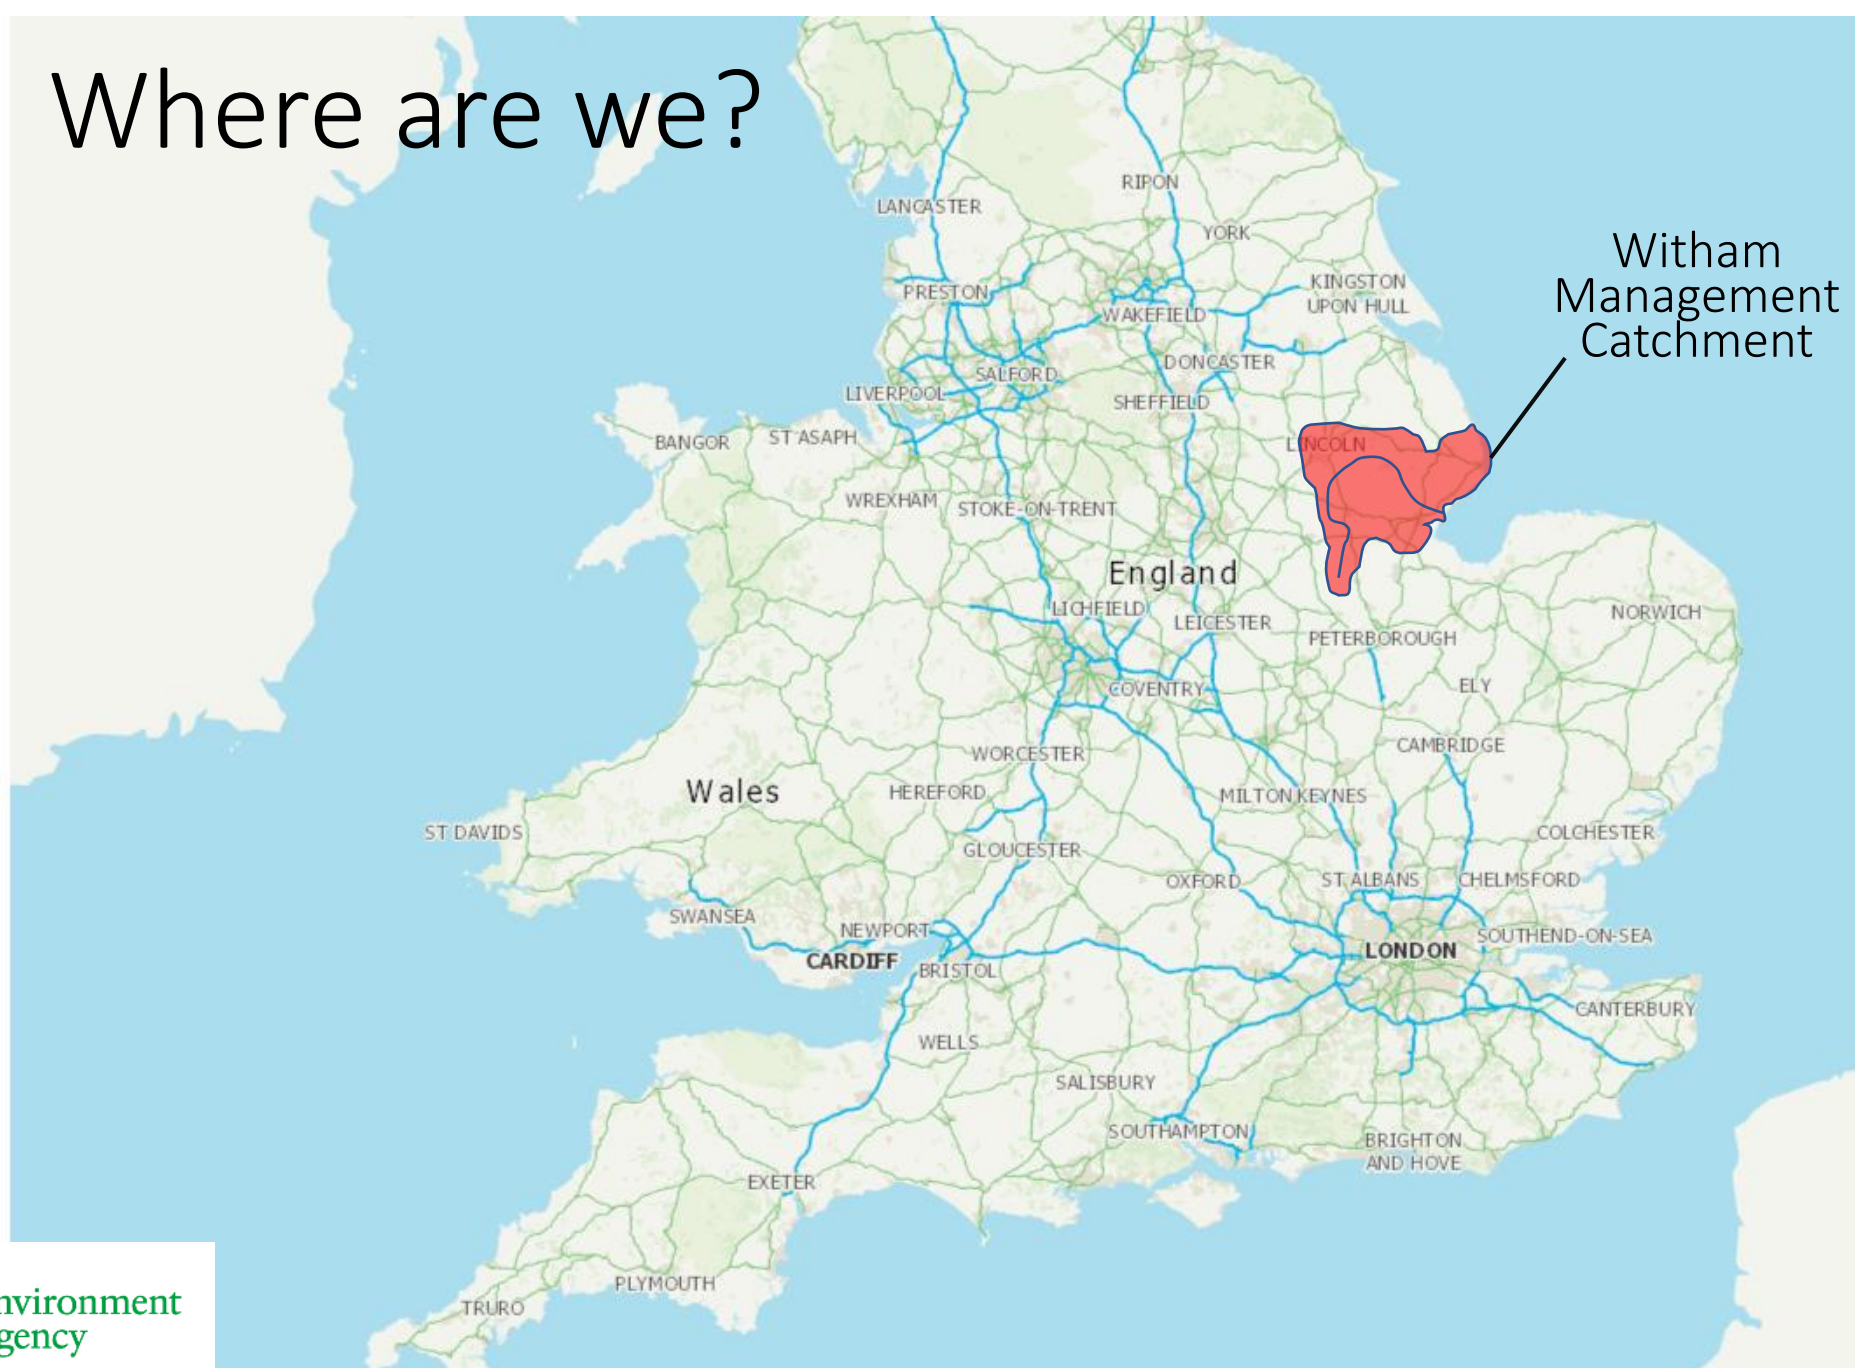 Where are we?
RIPON
LANCASTER
YORK
Witham
Management
Catchment
KINGSTON
UPON HULL
PRESTON
WAKEFIELD
DONCASTER
SALFORD
LIVERPOOL
SHEFFIELD
BANGOR
ST ASAPH
LINCOLN
WREXHAM
STOKE-ON-TRENT
England
LICHFIELD
LEICESTER
NORWICH
PETERBOROUGH
COVENTRY
ELY
WORCESTER
CAMBRIDGE
Wales
HEREFORD
MILTON KEYNES
ST DAVIDS
COLCHESTER
GLOUCESTER
OXFORD
ST ALBANS
CHELMSFORD
SWANSEA
NEWPORT
SOUTHEND-ON-SEA
LONDON
CARDIFF
BRISTOL
CANTERBURY
WELLS
SALISBURY
SOUTHAMPTON
BRIGHTON
AND HOVE
EXETER
PLYMOUTH
TRURO
nvironment
gency